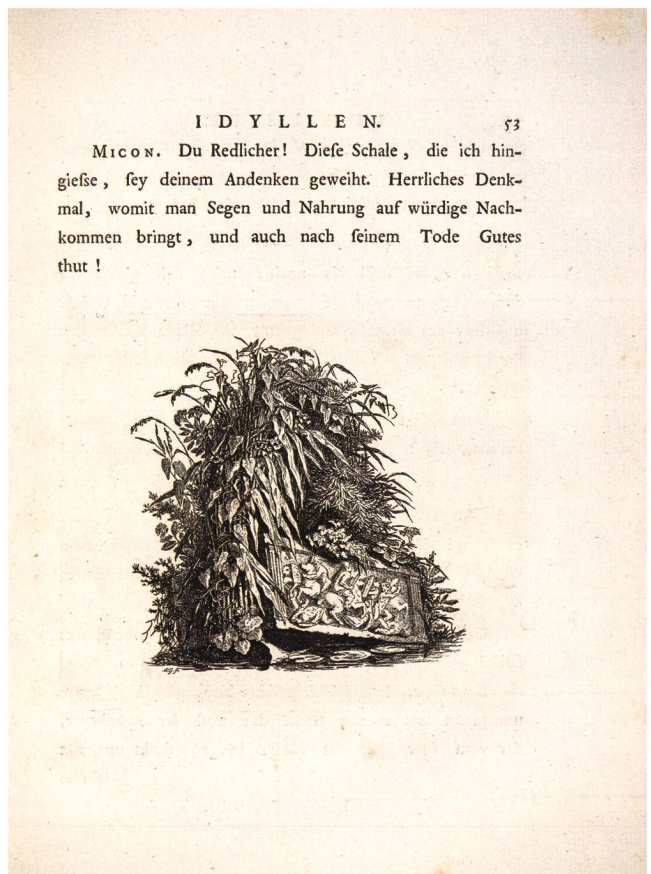 IDYLLEN. 53
MICON. Du Redlicher! Dieſe Schale, die ich hin-
gieſse, ſey deinem Andenken geweiht. Herrliches Denk-
mal, womit man Segen und Nahrung auf würdige Nach-
kommen bringt, und auch nach ſeinem Tode Gutes
thut!